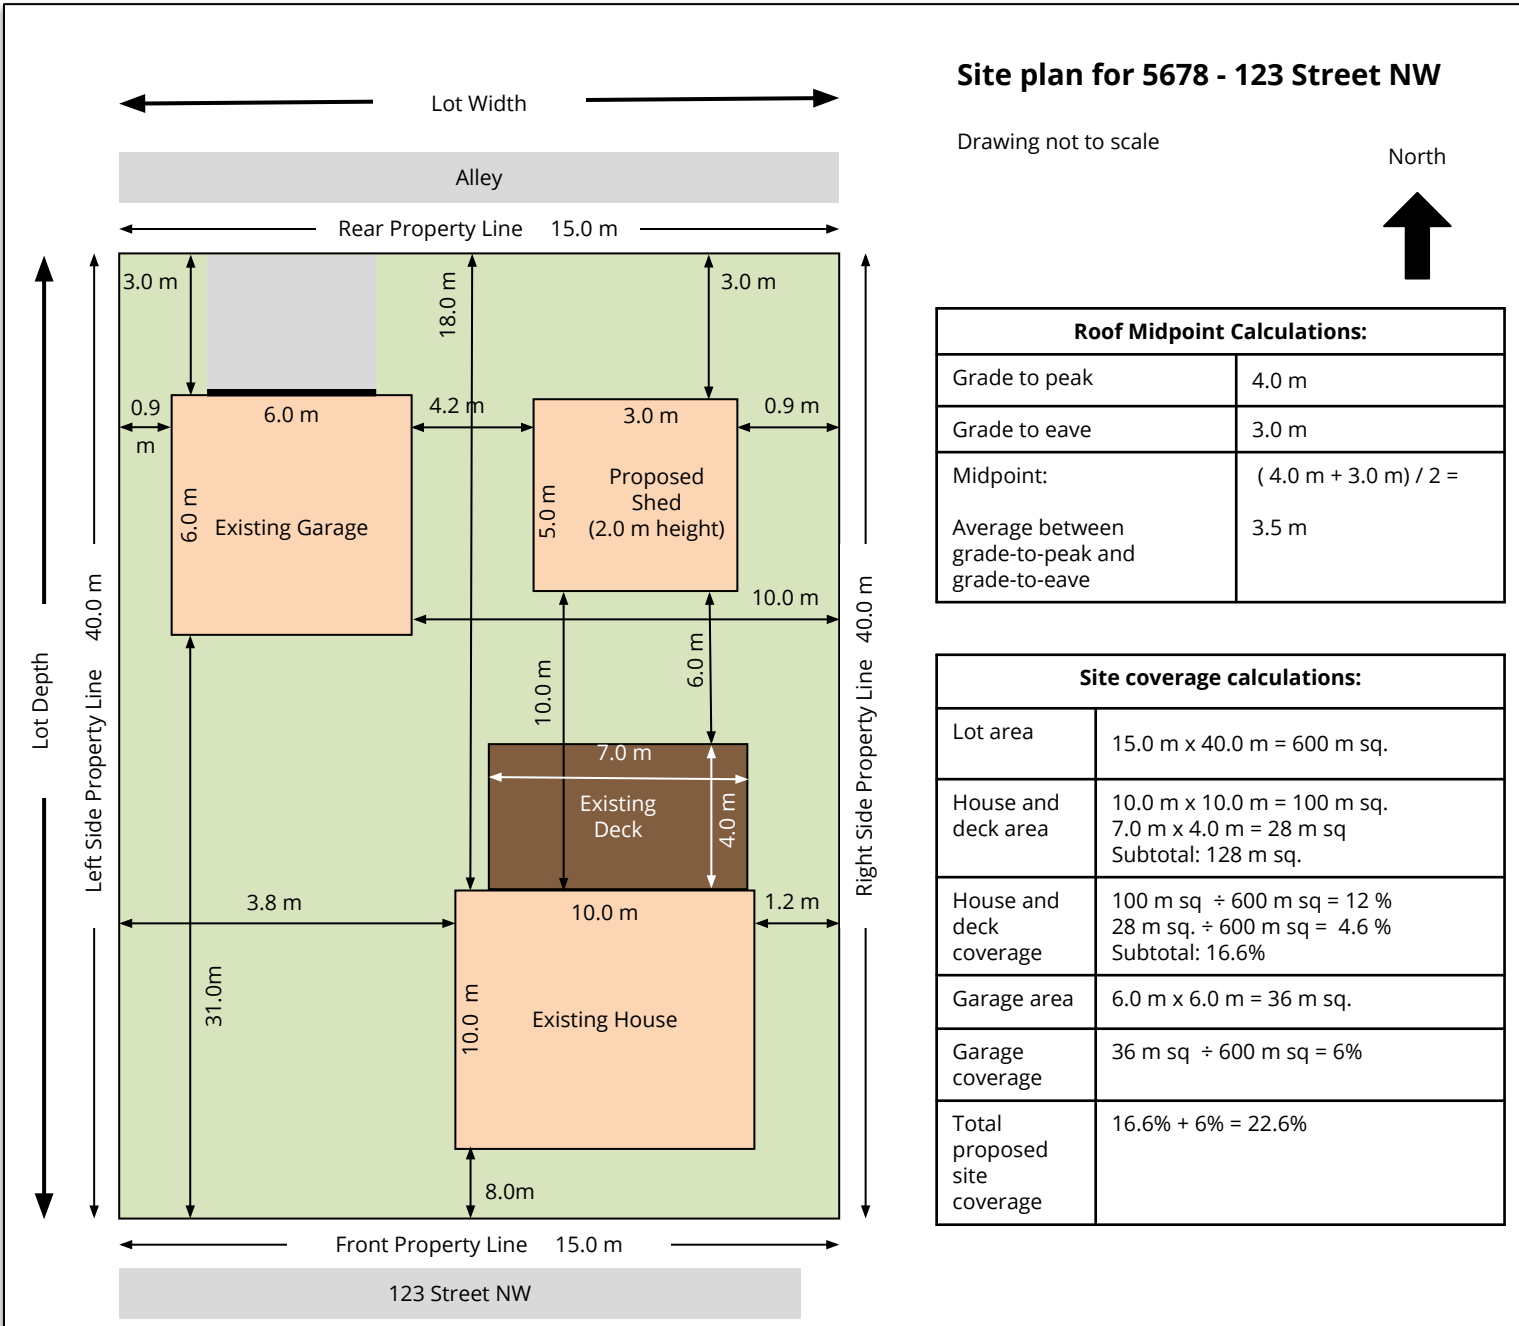 Site plan for 5678 - 123 Street NW
Drawing not to scale
North
Lot Width
Alley
Rear Property Line 15.0 m
3.0 m
18.0 m
3.0 m
0.9
m
6.0 m
4.2 m
3.0 m
0.9 m
6.0 m
Existing Garage
5.0 m
Proposed
Shed
(2.0 m height)
10.0 m
Lot Depth
Left Side Property Line 40.0 m
Right Side Property Line 40.0 m
10.0 m
6.0 m
7.0 m
Existing
Deck
4.0 m
3.8 m
10.0 m
1.2 m
31.0m
10.0 m
Existing House
8.0m
Front Property Line 15.0 m
123 Street NW
Roof Midpoint Calculations:
Grade to peak 4.0 m
Grade to eave 3.0 m
Midpoint: ( 4.0 m + 3.0 m) / 2 =
Average between 3.5 m
grade-to-peak and
grade-to-eave
Site coverage calculations:
Lot area 15.0 m x 40.0 m = 600 m sq.
House and 10.0 m x 10.0 m = 100 m sq.
deck area 7.0 m x 4.0 m = 28 m sq
Subtotal: 128 m sq.
House and 100 m sq ÷ 600 m sq = 12 %
deck 28 m sq. ÷ 600 m sq = 4.6 %
coverage Subtotal: 16.6%
Garage area 6.0 m x 6.0 m = 36 m sq.
Garage 36 m sq ÷ 600 m sq = 6%
coverage
Total 16.6% + 6% = 22.6%
proposed
site
coverage